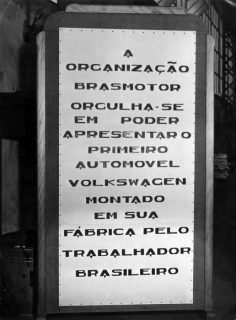 A
ORGANIZAÇÃO
BRASMOTOR
ORGULHA-SE
EM PODER
APRESENTAR O
PRIMEIRO
AUTOMOVEL
VOLKSWAGEN
MONTADO
EM SUA
FÁBRICA PELO
TRABALHADOR
BRASILEIRO